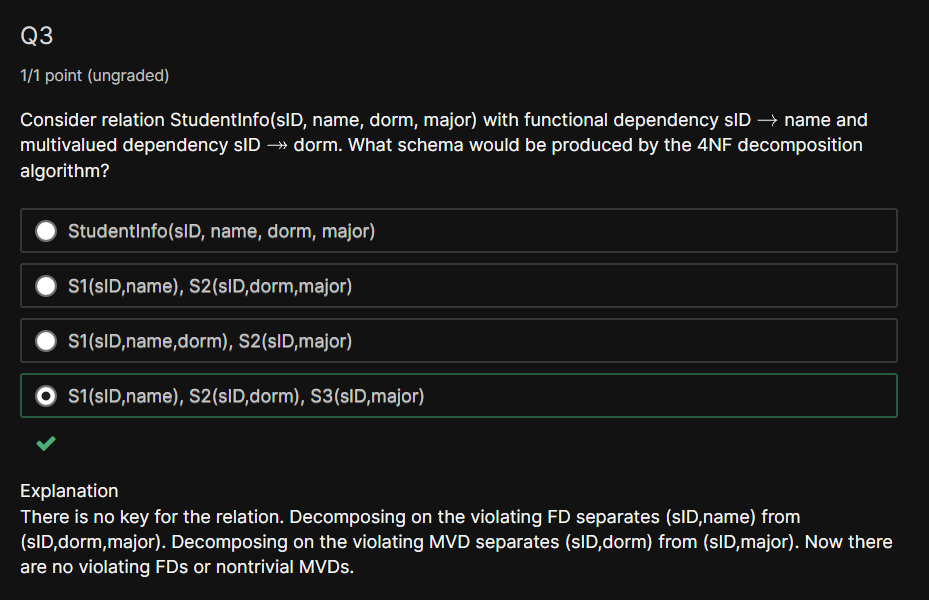 Q3
1/1 point (ungraded)
Consider relation StudentInfo(sID, name, dorm, major) with functional dependency sID → name and
multivalued dependency sID ↠ dorm. What schema would be produced by the 4NF decomposition
algorithm?
StudentInfo(sID, name, dorm, major)
S1(sID,name), S2(sID,dorm,major)
S1(sID,name,dorm), S2(sID,major)
S1(sID,name), S2(sID,dorm), S3(sID,major)
Explanation
There is no key for the relation. Decomposing on the violating FD separates (sID,name) from
(sID,dorm,major). Decomposing on the violating MVD separates (sID,dorm) from (sID,major). Now there
are no violating FDs or nontrivial MVDs.